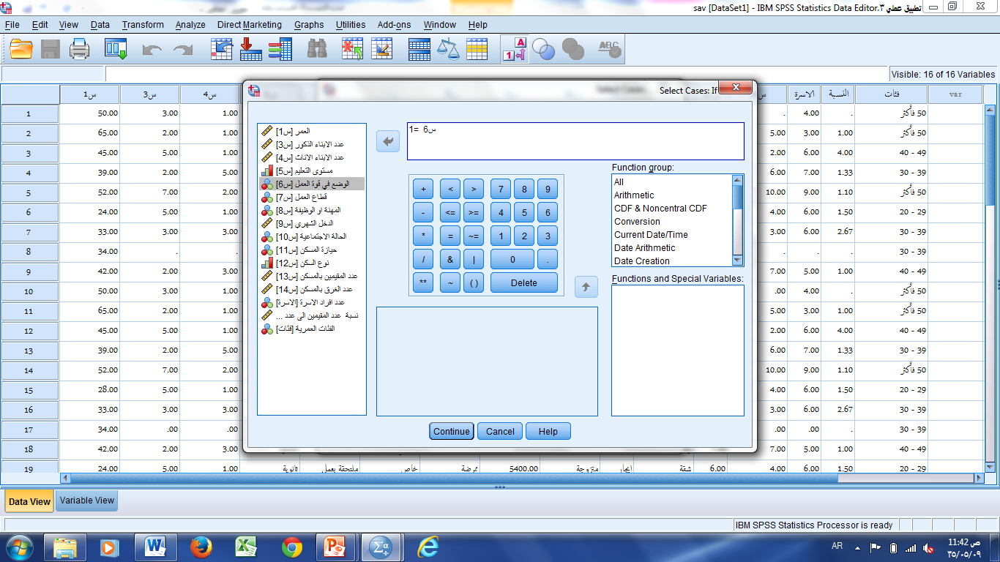 تطبيق عملي ٣.sav [DataSet1] - IBM SPSS Statistics Data Editor
File Edit View Data Transform Analyze Direct Marketing Graphs Utilities Add-ons Window Help
Visible: 16 of 16 Variables
س1 س3 س4 الاسرة النسبة فئات var
Select Cases: If
1 50.00 3.00 1.00 . 4.00 . 50 فأكثر
2 65.00 2.00 1.00 5.00 3.00 1.00 50 فأكثر
3 45.00 5.00 1.00 2.00 6.00 4.00 40 - 49
4 39.00 2.00 5.00 6.00 7.00 1.33 30 - 39
5 52.00 7.00 2.00 10.00 9.00 1.10 50 فأكثر
6 24.00 5.00 1.00 4.00 6.00 1.50 20 - 29
7 33.00 3.00 3.00 3.00 6.00 2.67 30 - 39
8 34.00 . . . . . 30 - 39
9 42.00 2.00 3.00 7.00 5.00 1.00 40 - 49
10 50.00 3.00 1.00 .00 4.00 . 50 فأكثر
11 65.00 2.00 1.00 5.00 3.00 1.00 50 فأكثر
12 45.00 5.00 1.00 2.00 6.00 4.00 40 - 49
13 39.00 2.00 5.00 6.00 7.00 1.33 30 - 39
14 52.00 7.00 2.00 10.00 9.00 1.10 50 فأكثر
15 28.00 5.00 1.00 4.00 6.00 1.50 20 - 29
16 33.00 3.00 3.00 3.00 6.00 2.67 30 - 39
17 34.00 .00 .00 .00 .00 . 30 - 39
18 42.00 2.00 3.00 7.00 5.00 1.00 40 - 49
19 24.00 5.00 1.00 ثانوية ملتحقة بعمل خاص ممرضة 5400.00 متزوجة ايجار شقة 6.00 4.00 6.00 1.50 20 - 29
العمر [س1]
عدد الابناء الذكور [س3]
عدد الابناء الاناث [س4]
مستوى التعليم [س5]
الوضع في قوة العمل [س6]
قطاع العمل [س7]
المهنة او الوظيفة [س8]
الدخل الشهري [س9]
الحالة الاجتماعية [س10]
حيازة المسكن [س11]
نوع السكن [س12]
عدد المقيمين بالمسكن [س13]
عدد الغرق بالمسكن [س14]
عدد افراد الاسرة [الاسرة]
نسبة عدد المقيمين الى عدد ...
الفئات العمرية [فئات]
س6 =1
+ < > 7 8 9
- <= >= 4 5 6
* = ~= 1 2 3
/ & | 0 .
** ~ ( ) Delete
Function group:
All
Arithmetic
CDF & Noncentral CDF
Conversion
Current Date/Time
Date Arithmetic
Date Creation
Functions and Special Variables:
Continue Cancel Help
Data View Variable View
IBM SPSS Statistics Processor is ready
AR
11:42 ص
٣٥/٠٥/٠٩